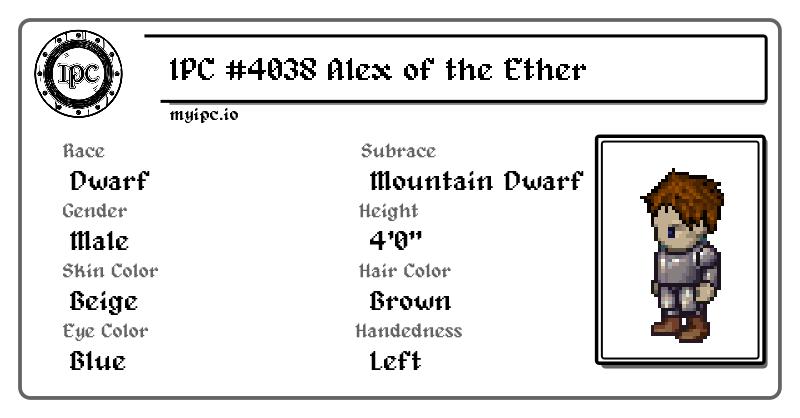 IPC
IPC #4038 Alex of the Ether
myipc.io
Race
Dwarf
Subrace
Mountain Dwarf
Gender
Male
Height
4'0"
Skin Color
Beige
Hair Color
Brown
Eye Color
Blue
Handedness
Left